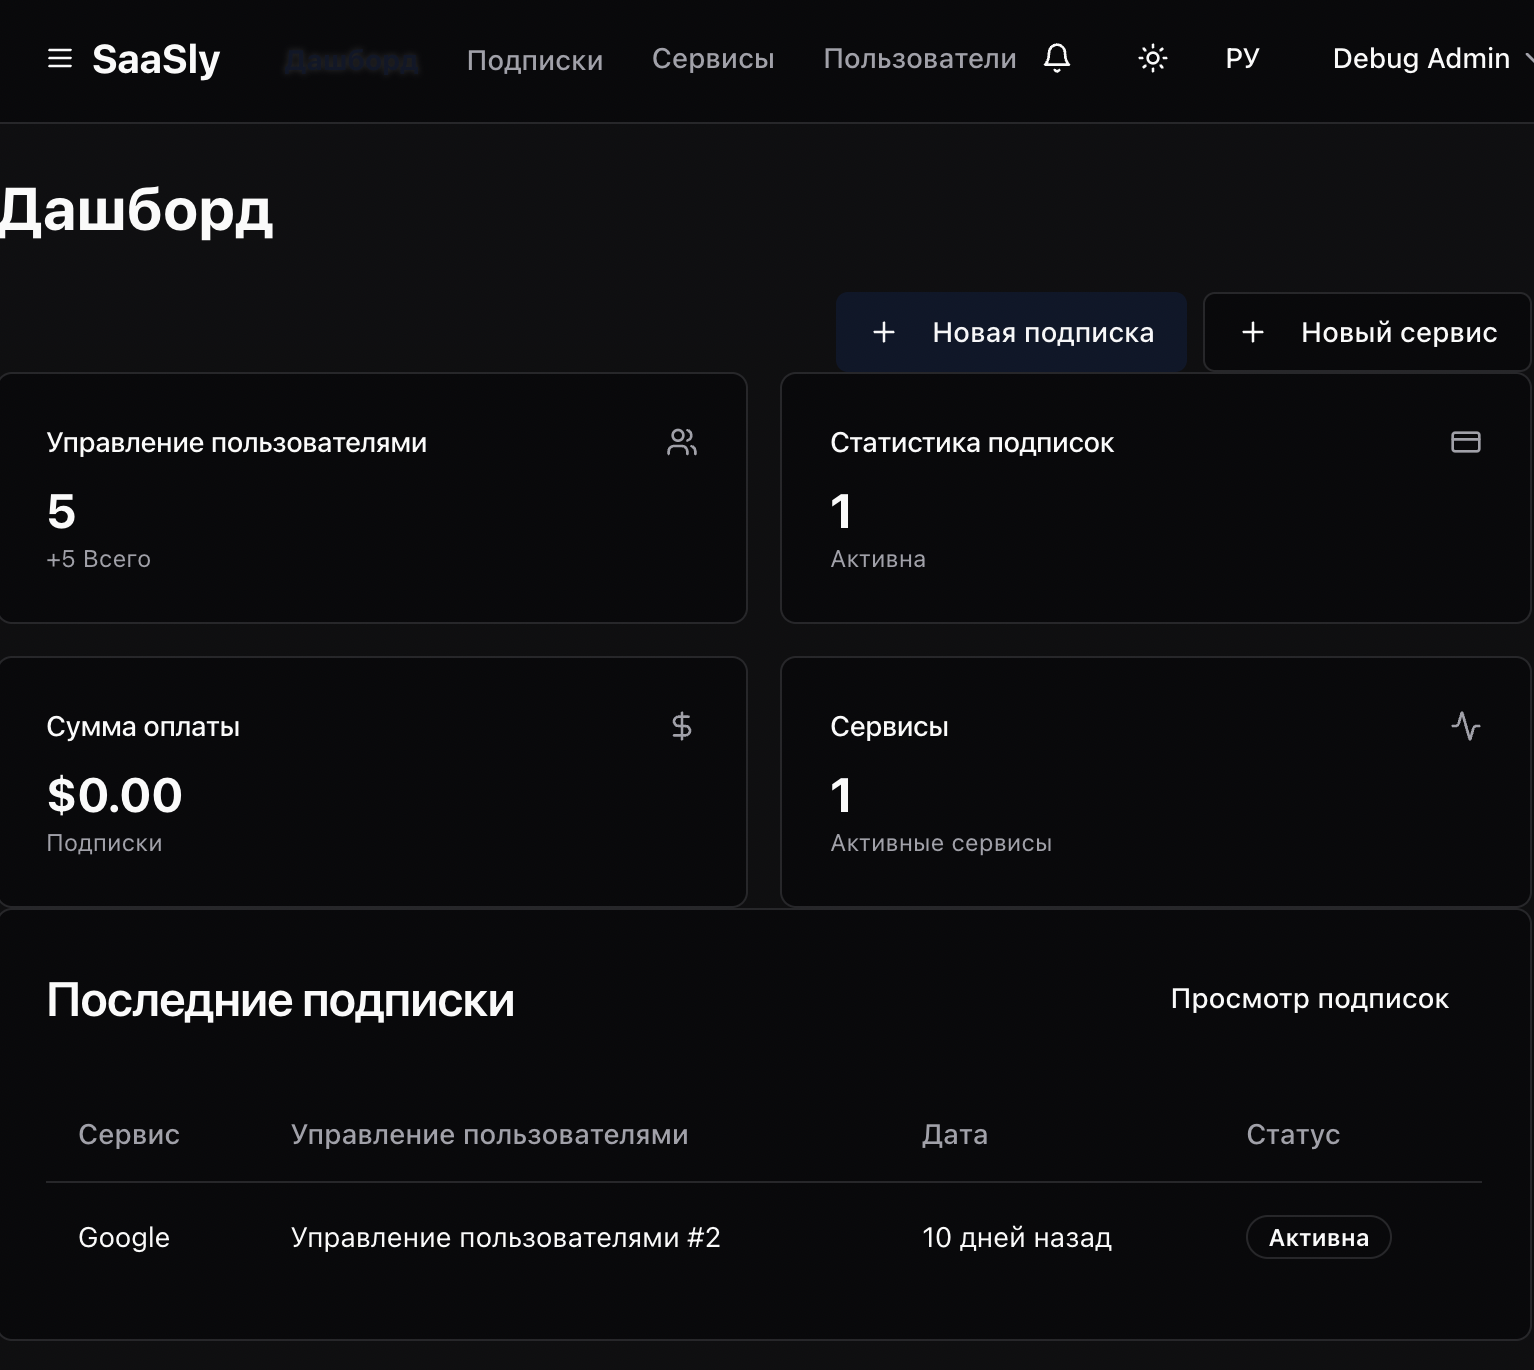 SaaSly Дашборд Подписки Сервисы Пользователи РУ Debug Admin
Дашборд
Новая подписка Новый сервис
Управление пользователями
5
+5 Всего
Статистика подписок
1
Активна
Сумма оплаты
$0.00
Подписки
Сервисы
1
Активные сервисы
Последние подписки Просмотр подписок
Сервис Управление пользователями Дата Статус
Google Управление пользователями #2 10 дней назад Активна